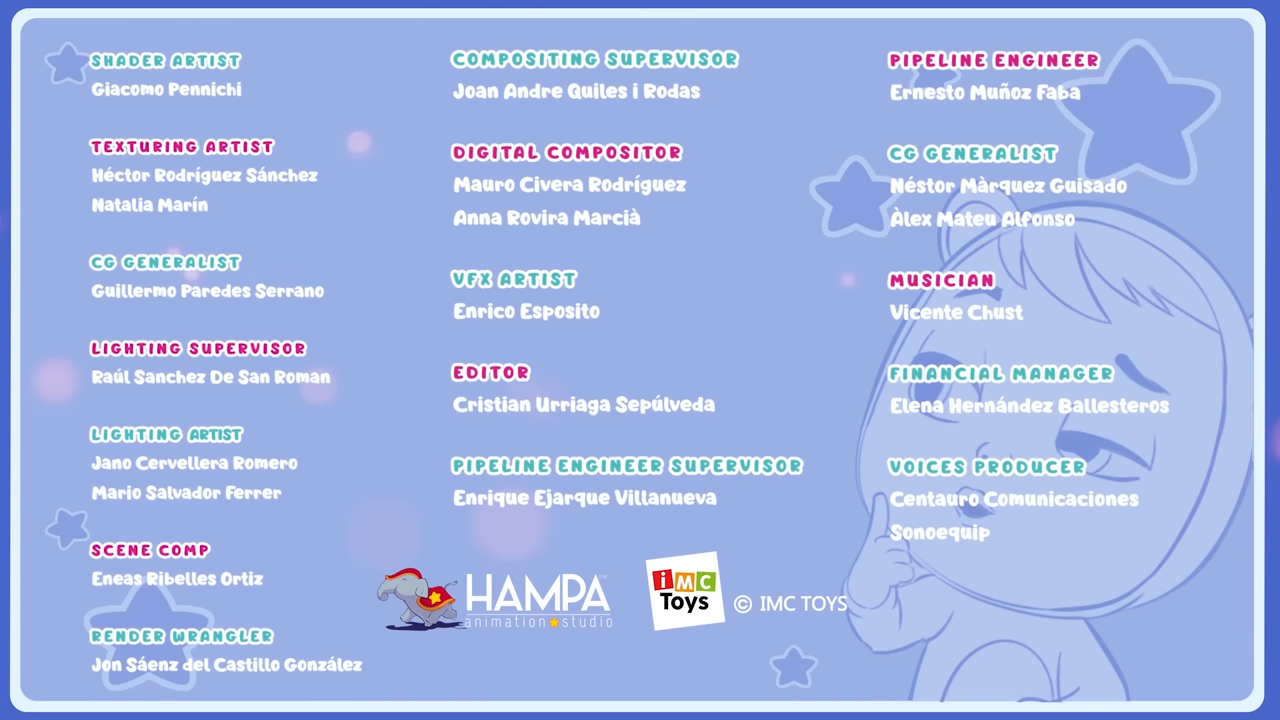 SHADER ARTIST
Giacomo Pennichi
TEXTURING ARTIST
Héctor Rodríguez Sánchez
Natalia Marín
CG GENERALIST
Guillermo Paredes Serrano
LIGHTING SUPERVISOR
Raúl Sanchez De San Roman
LIGHTING ARTIST
Jano Cervellera Romero
Mario Salvador Ferrer
SCENE COMP
Eneas Ribelles Ortiz
RENDER WRANGLER
Jon Sáenz del Castillo González
COMPOSITING SUPERVISOR
Joan Andre Quiles i Rodas
DIGITAL COMPOSITOR
Mauro Civera Rodríguez
Anna Rovira Marcià
VFX ARTIST
Enrico Esposito
EDITOR
Cristian Urriaga Sepúlveda
PIPELINE ENGINEER SUPERVISOR
Enrique Ejarque Villanueva
PIPELINE ENGINEER
Ernesto Muñoz Faba
CG GENERALIST
Néstor Màrquez Guisado
Àlex Mateu Alfonso
MUSICIAN
Vicente Chust
FINANCIAL MANAGER
Elena Hernández Ballesteros
VOICES PRODUCER
Centauro Comunicaciones
Sonoequip
HAMPA™
animation studio
iMC
Toys
© IMC TOYS